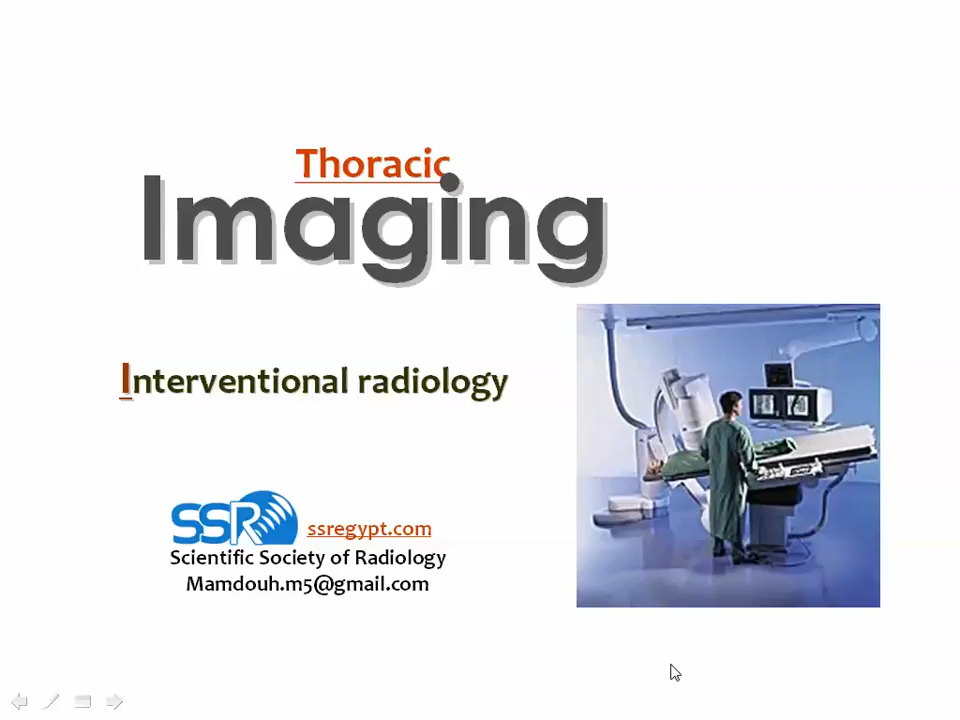 Thoracic
Imaging
Interventional radiology
SSR ssregypt.com
Scientific Society of Radiology
Mamdouh.m5@gmail.com